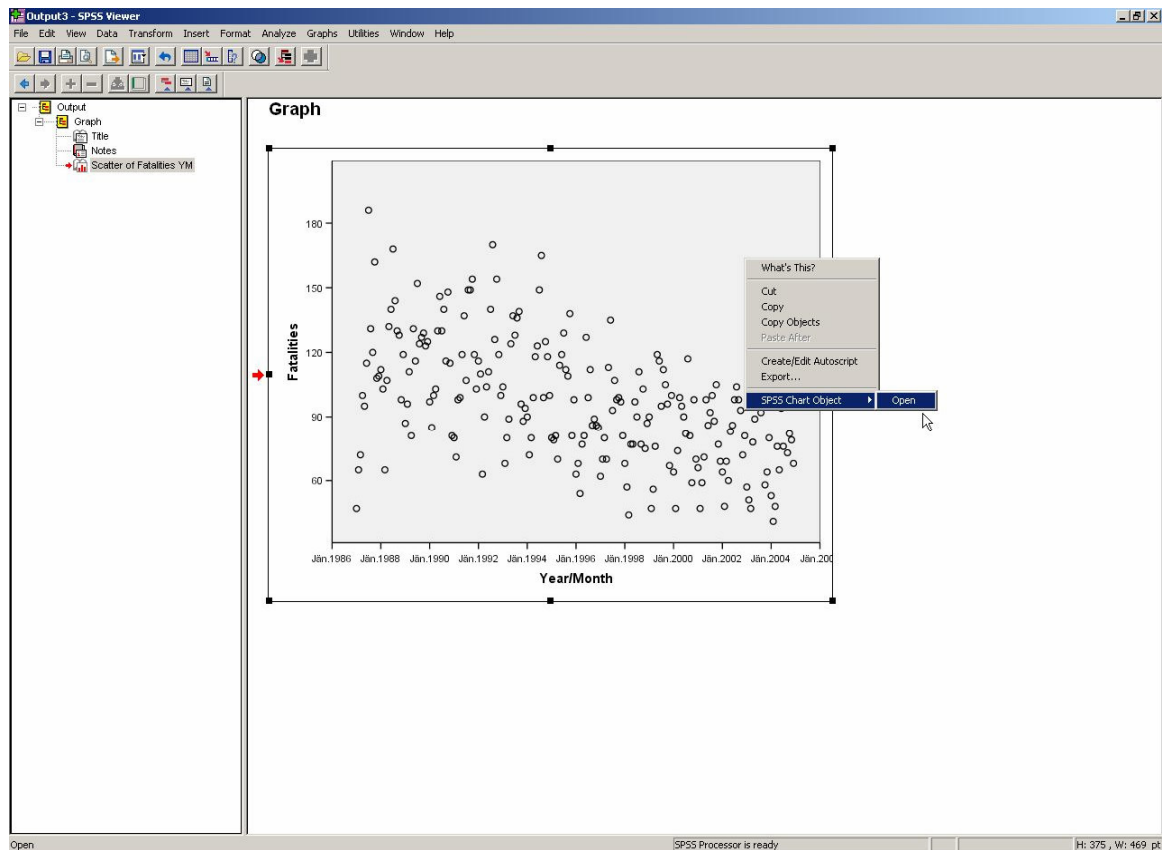 Output3 - SPSS Viewer
File Edit View Data Transform Insert Format Analyze Graphs Utilities Window Help
Output
Graph
Title
Notes
Scatter of Fatalities YM
Graph
180
150
120
90
60
Fatalities
Jän.1986 Jän.1988 Jän.1990 Jän.1992 Jän.1994 Jän.1996 Jän.1998 Jän.2000 Jän.2002 Jän.2004 Jän.200
Year/Month
What's This?
Cut
Copy
Copy Objects
Paste After
Create/Edit Autoscript
Export...
SPSS Chart Object
Open
Open
SPSS Processor is ready
H: 375 , W: 469 pt